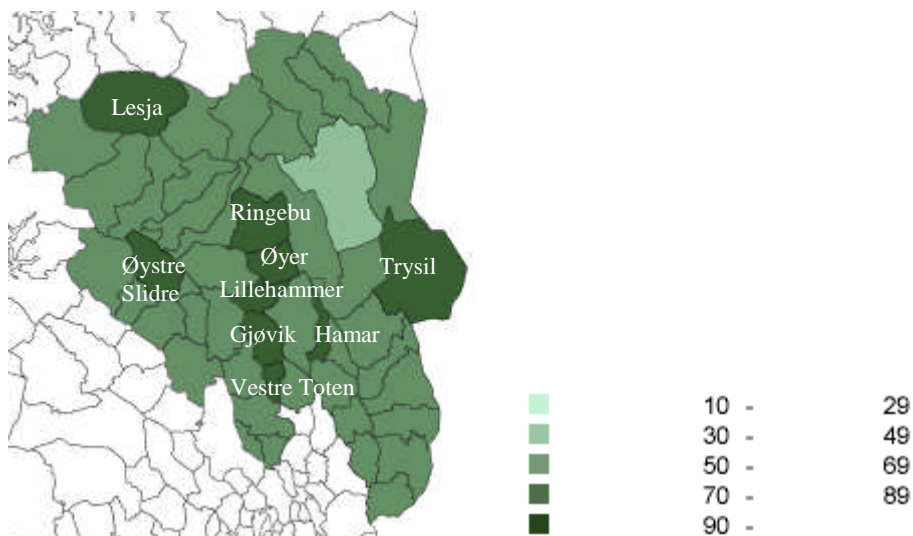 Lesja
Ringebu
Øyer
Øystre
Slidre
Trysil
Lillehammer
Gjøvik
Hamar
Vestre Toten
10 - 29
30 - 49
50 - 69
70 - 89
90 -